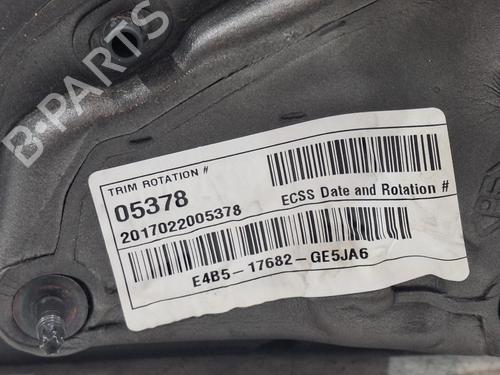 B-PARTS
TRIM ROTATION #
05378
2017022005378
ECSS Date and Rotation #
E4B5-17682-GE5JA6